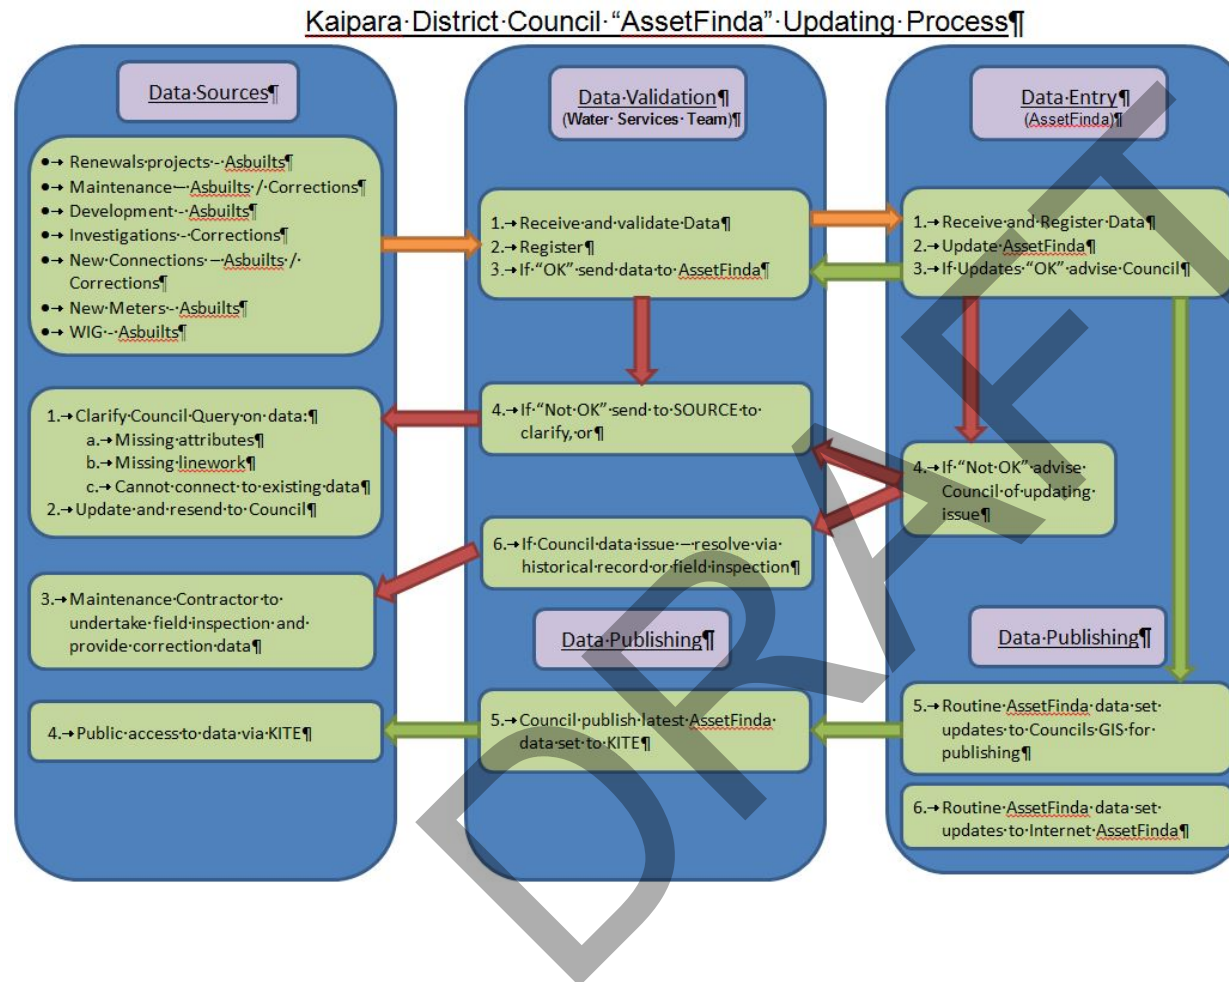 Kaipara District Council “AssetFinda” Updating Process¶
Data Sources¶
•→ Renewals projects - Asbuilts¶
•→ Maintenance – Asbuilts / Corrections¶
•→ Development - Asbuilts¶
•→ Investigations - Corrections¶
•→ New Connections – Asbuilts /
Corrections¶
•→ New Meters - Asbuilts¶
•→ WIG - Asbuilts¶
1.→ Clarify Council Query on data:¶
a.→ Missing attributes¶
b.→ Missing linework¶
c.→ Cannot connect to existing data¶
2.→ Update and resend to Council¶
3.→ Maintenance Contractor to
undertake field inspection and
provide correction data¶
4.→ Public access to data via KITE¶
Data Validation¶
(Water Services Team)¶
1.→ Receive and validate Data¶
2.→ Register¶
3.→ If “OK” send data to AssetFinda¶
4.→ If “Not OK” send to SOURCE to
clarify, or¶
6.→ If Council data issue – resolve via
historical record or field inspection¶
Data Publishing¶
5.→ Council publish latest AssetFinda
data set to KITE¶
Data Entry¶
(AssetFinda)¶
1.→ Receive and Register Data¶
2.→ Update AssetFinda¶
3.→ If Updates “OK” advise Council¶
4.→ If “Not OK” advise
Council of updating
issue¶
Data Publishing¶
5.→ Routine AssetFinda data set
updates to Councils GIS for
publishing¶
6.→ Routine AssetFinda data set
updates to Internet AssetFinda¶
DRAFT